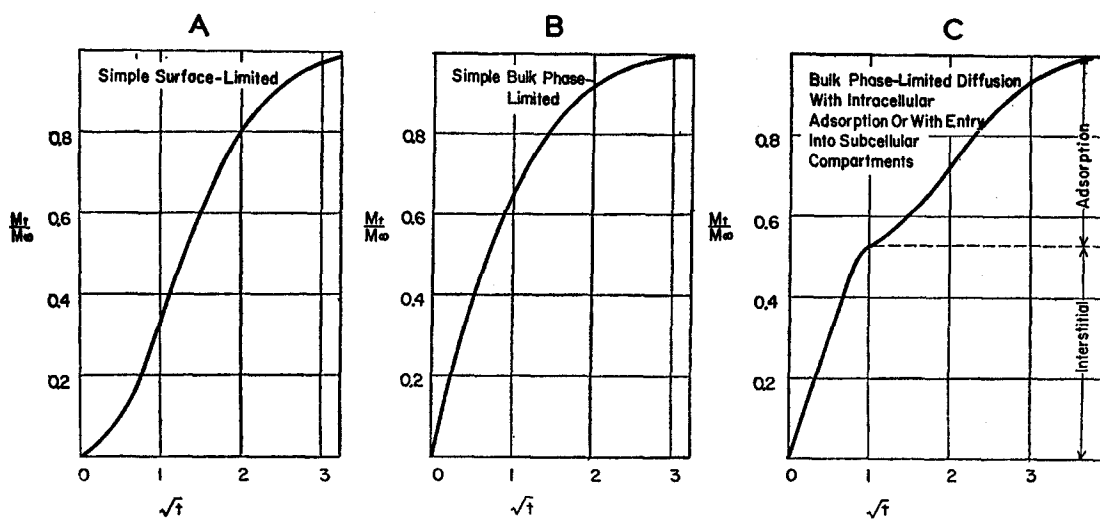 A
Simple Surface-Limited
0.8
0.6
Mt
M∞
0.4
0.2
0 1 2 3
√t
B
Simple Bulk Phase-
Limited
0.8
0.6
Mt
M∞
0.4
0.2
0 1 2 3
√t
C
Bulk Phase-Limited Diffusion
With Intracellular
Adsorption Or With Entry
Into Subcellular
Compartments
0.8
0.6
Mt
M∞
0.4
0.2
0 1 2 3
√t
Adsorption
Interstitial